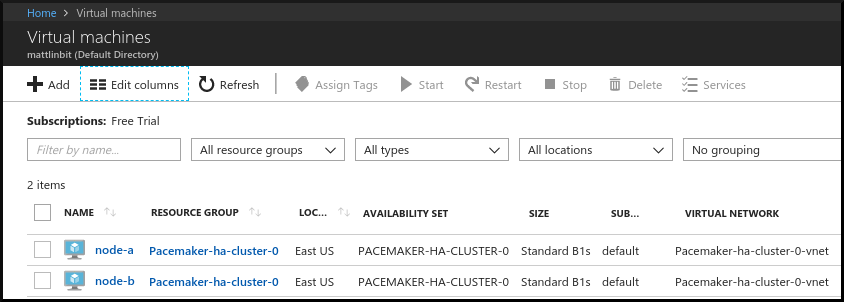 Home > Virtual machines
Virtual machines
mattlinbit (Default Directory)
Add Edit columns Refresh Assign Tags Start Restart Stop Delete Services
Subscriptions: Free Trial
Filter by name... All resource groups All types All locations No grouping
2 items
NAME RESOURCE GROUP LOC... AVAILABILITY SET SIZE SUB... VIRTUAL NETWORK
node-a Pacemaker-ha-cluster-0 East US PACEMAKER-HA-CLUSTER-0 Standard B1s default Pacemaker-ha-cluster-0-vnet
node-b Pacemaker-ha-cluster-0 East US PACEMAKER-HA-CLUSTER-0 Standard B1s default Pacemaker-ha-cluster-0-vnet